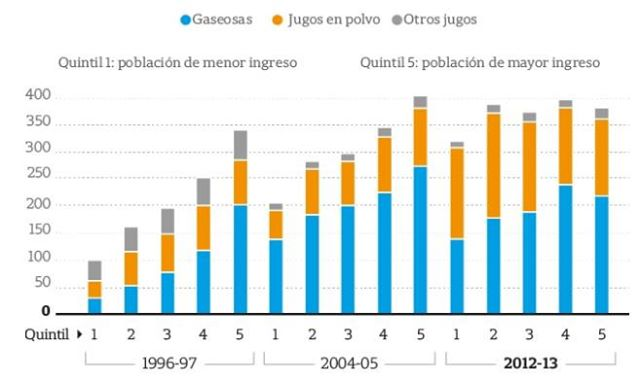 Gaseosas Jugos en polvo Otros jugos
Quintil 1: población de menor ingreso Quintil 5: población de mayor ingreso
400
350
300
250
200
150
100
50
0
Quintil 1 2 3 4 5 1 2 3 4 5 1 2 3 4 5
1996-97 2004-05 2012-13